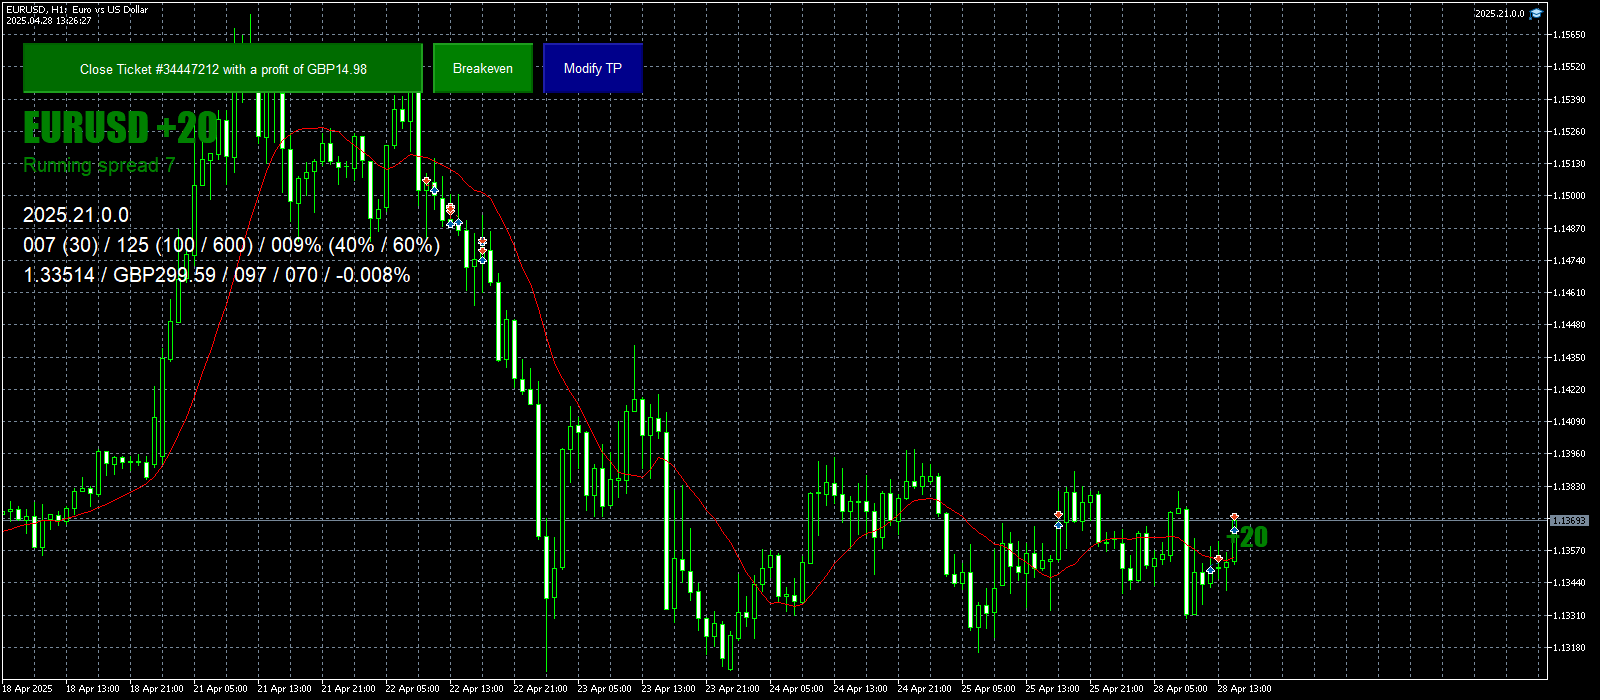 EURUSD, H1: Euro vs US Dollar
2025.04.28 13:26:27
2025.21.0.0
Close Ticket #34447212 with a profit of GBP14.98
Breakeven
Modify TP
EURUSD +20
Running spread 7
2025.21.0.0
007 (30) / 125 (100 / 600) / 009% (40% / 60%)
1.33514 / GBP299.59 / 097 / 070 / -0.008%
+20
1.15650
1.15520
1.15390
1.15260
1.15130
1.15000
1.14870
1.14740
1.14610
1.14480
1.14350
1.14220
1.14090
1.13960
1.13830
1.13693
1.13570
1.13440
1.13310
1.13180
18 Apr 2025
18 Apr 13:00
18 Apr 21:00
21 Apr 05:00
21 Apr 13:00
21 Apr 21:00
22 Apr 05:00
22 Apr 13:00
22 Apr 21:00
23 Apr 05:00
23 Apr 13:00
23 Apr 21:00
24 Apr 05:00
24 Apr 13:00
24 Apr 21:00
25 Apr 05:00
25 Apr 13:00
25 Apr 21:00
28 Apr 05:00
28 Apr 13:00